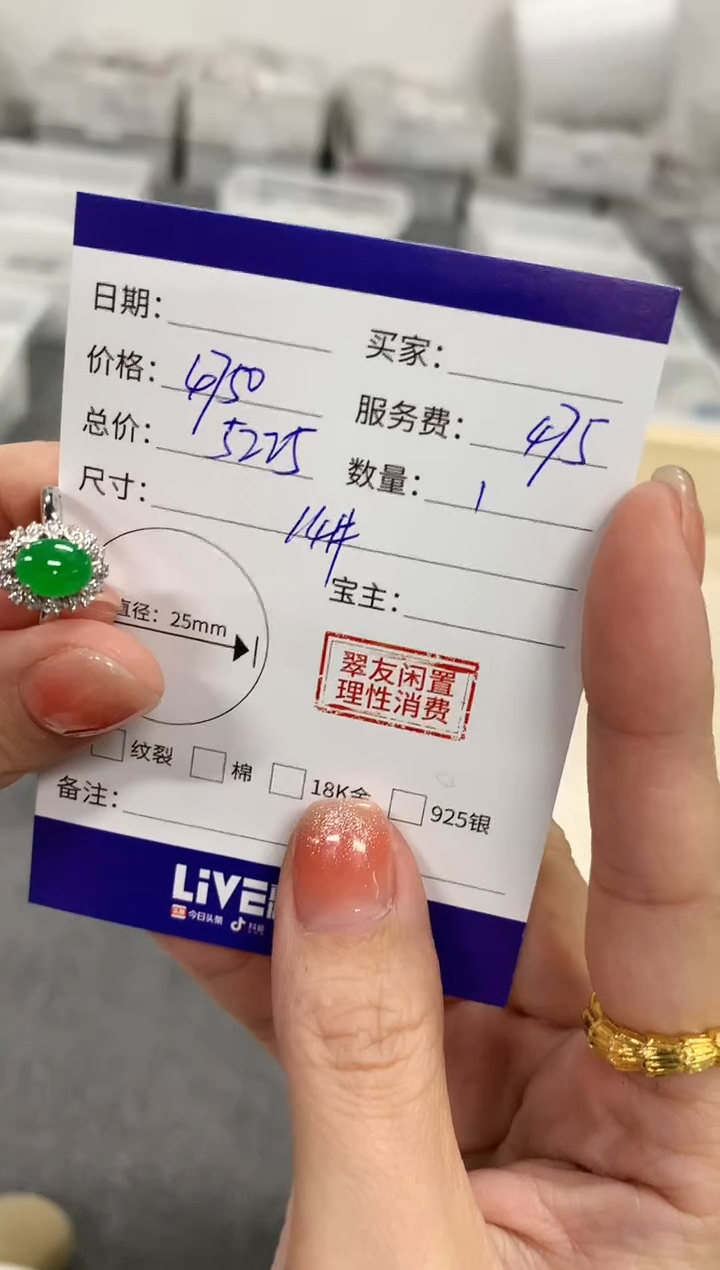 日期：
买家：
价格： 4750
服务费： 475
总价： 5225
数量： 1
尺寸： 14#
直径：25mm
宝主：
翠友闲置
理性消费
纹裂 棉 18K金 925银
备注：
LiVE
今日头条 抖音